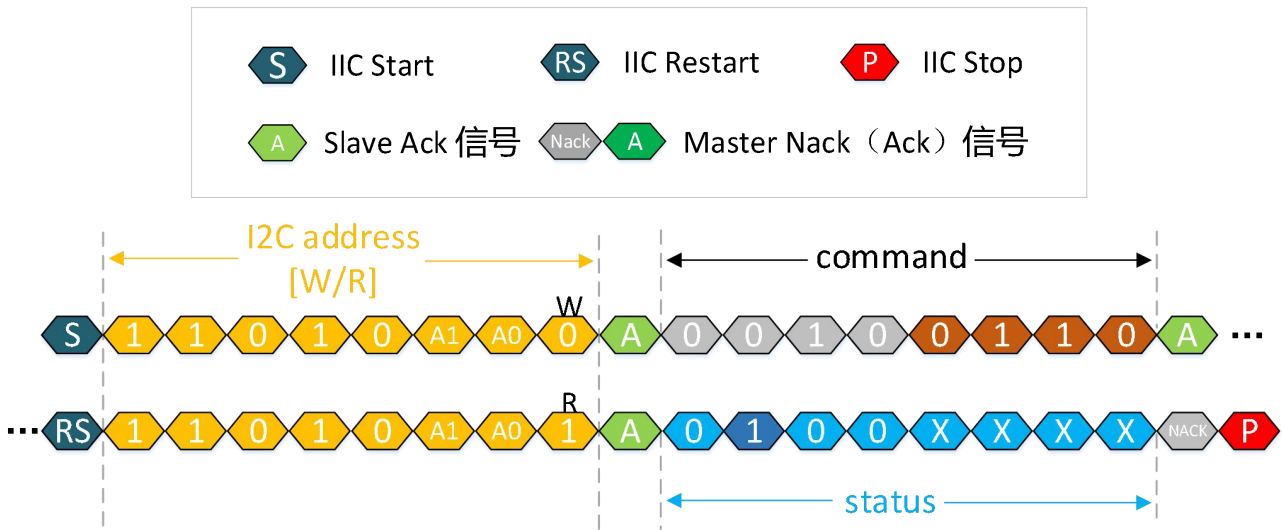 S IIC Start RS IIC Restart P IIC Stop
A Slave Ack 信号 Nack A Master Nack（Ack）信号
I2C address
[W/R]
command
W
S 1 1 0 1 0 A1 A0 0 A 0 0 1 0 0 1 1 0 A ...
R
... RS 1 1 0 1 0 A1 A0 1 A 0 1 0 0 X X X X NACK P
status